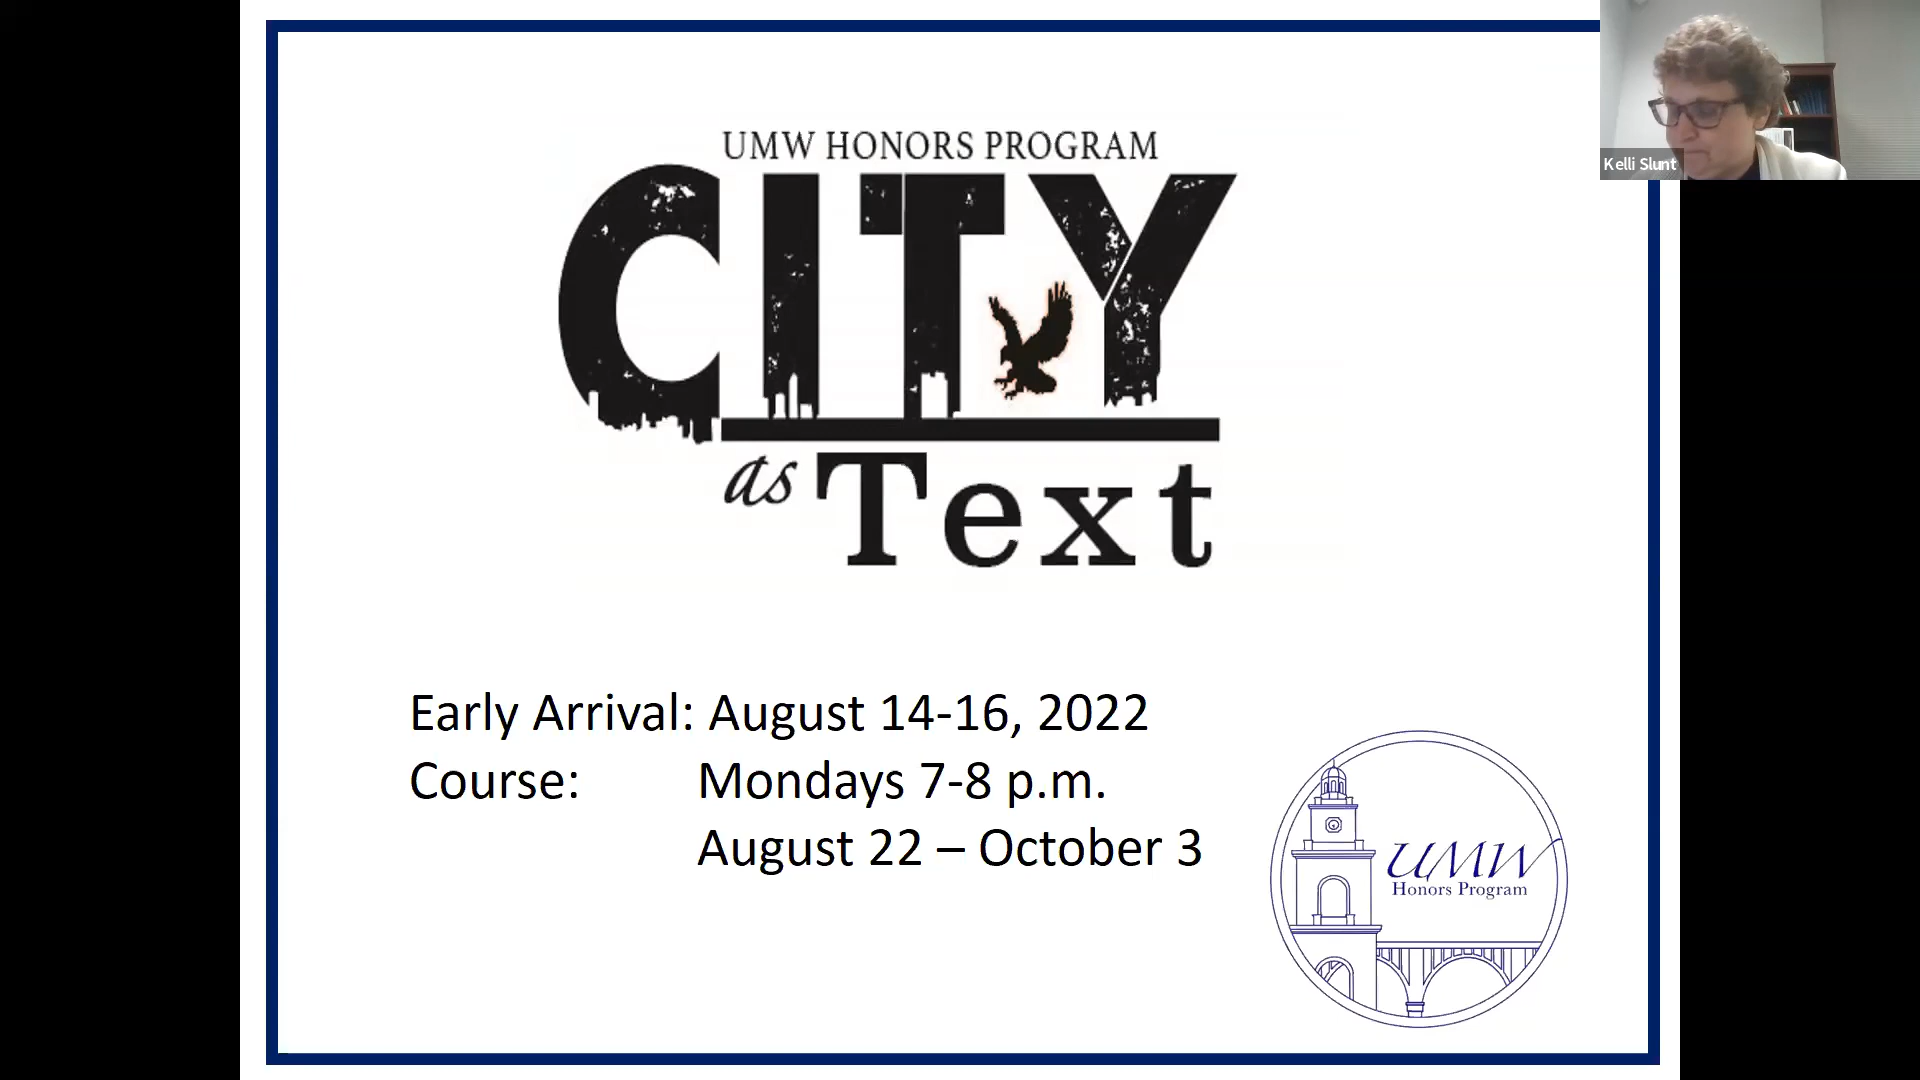 UMW HONORS PROGRAM
CITY
as Text
Kelli Slunt
Early Arrival: August 14-16, 2022
Course: Mondays 7-8 p.m.
August 22 – October 3
UMW
Honors Program